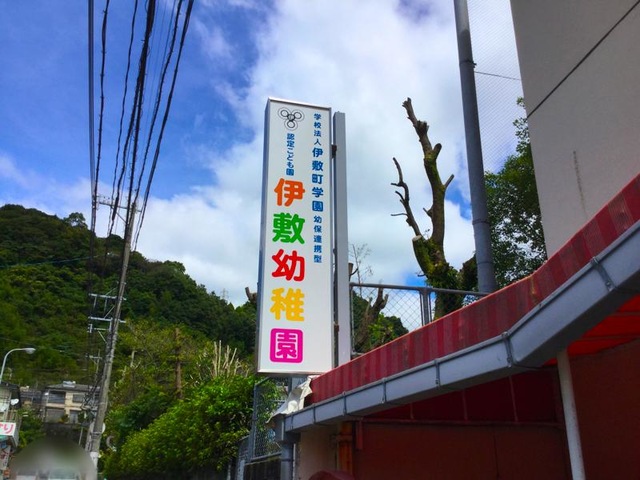 学校法人 伊敷町学園 幼保連携型
認定こども園
伊敷幼稚園